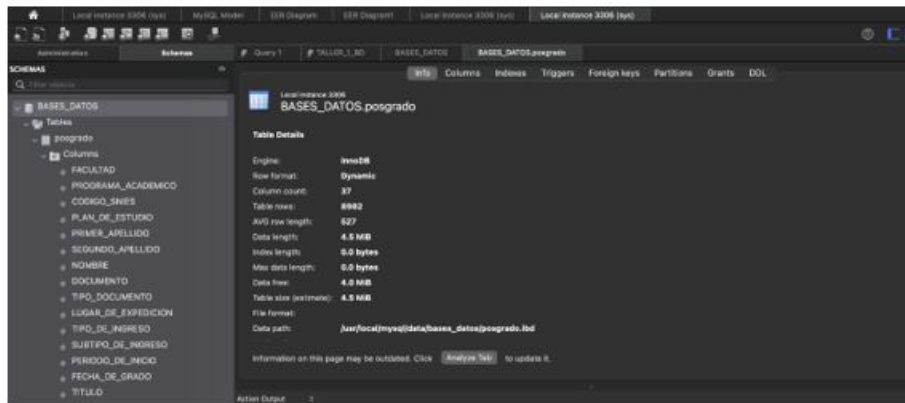 Local instance 3306 (sys) MySQL Model EER Diagram EER Diagram1 Local instance 3306 (sys) Local instance 3306 (sys)
Administration Schemas Query 1 TALLER_1_BD BASES_DATOS BASES_DATOS.posgrado
SCHEMAS
Filter objects
BASES_DATOS
Tables
posgrado
Columns
FACULTAD
PROGRAMA_ACADEMICO
CODIGO_SNIES
PLAN_DE_ESTUDIO
PRIMER_APELLIDO
SEGUNDO_APELLIDO
NOMBRE
DOCUMENTO
TIPO_DOCUMENTO
LUGAR_DE_EXPEDICION
TIPO_DE_INGRESO
SUBTIPO_DE_INGRESO
PERIODO_DE_INICIO
FECHA_DE_GRADO
TITULO
Info Columns Indexes Triggers Foreign keys Partitions Grants DDL
Local instance 3306
BASES_DATOS.posgrado
Table Details
Engine: InnoDB
Row format: Dynamic
Column count: 37
Table rows: 8982
AVG row length: 527
Data length: 4.5 MiB
Index length: 0.0 bytes
Max data length: 0.0 bytes
Data free: 4.0 MiB
Table size (estimate): 4.5 MiB
File format:
Data path: /usr/local/mysql/data/bases_datos/posgrado.ibd
Information on this page may be outdated. Click Analyze Tabl to update it.
Action Output